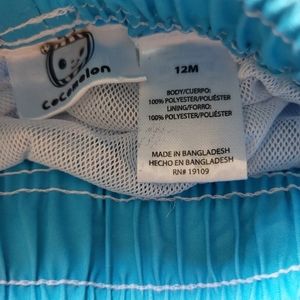 CoComelon
12M
BODY/CUERPO:
100% POLYESTER/POLIÉSTER
LINING/FORRO:
100% POLYESTER/POLIÉSTER
MADE IN BANGLADESH
HECHO EN BANGLADESH
RN# 19109